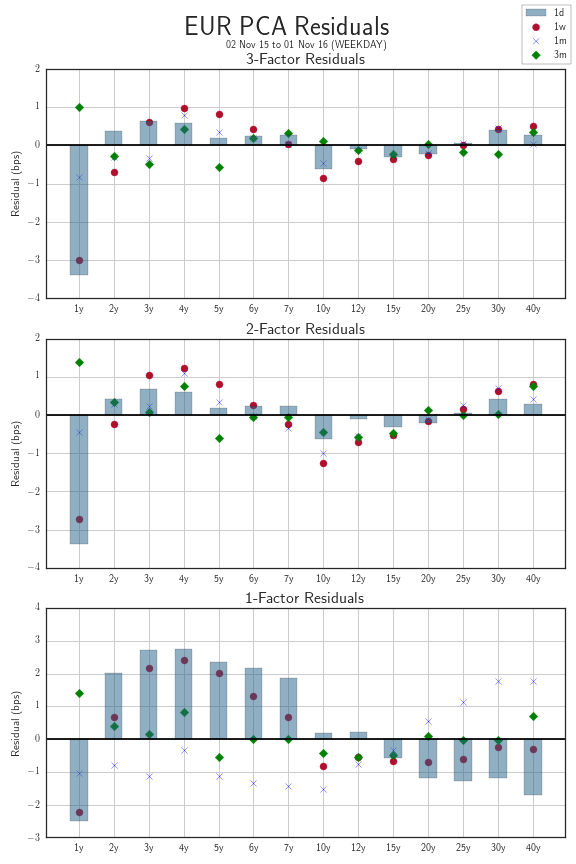 EUR PCA Residuals
02 Nov 15 to 01 Nov 16 (WEEKDAY)
1d
1w
1m
3m
3-Factor Residuals
Residual (bps)
2
1
0
−1
−2
−3
−4
1y 2y 3y 4y 5y 6y 7y 10y 12y 15y 20y 25y 30y 40y
2-Factor Residuals
Residual (bps)
2
1
0
−1
−2
−3
−4
1y 2y 3y 4y 5y 6y 7y 10y 12y 15y 20y 25y 30y 40y
1-Factor Residuals
Residual (bps)
4
3
2
1
0
−1
−2
−3
1y 2y 3y 4y 5y 6y 7y 10y 12y 15y 20y 25y 30y 40y